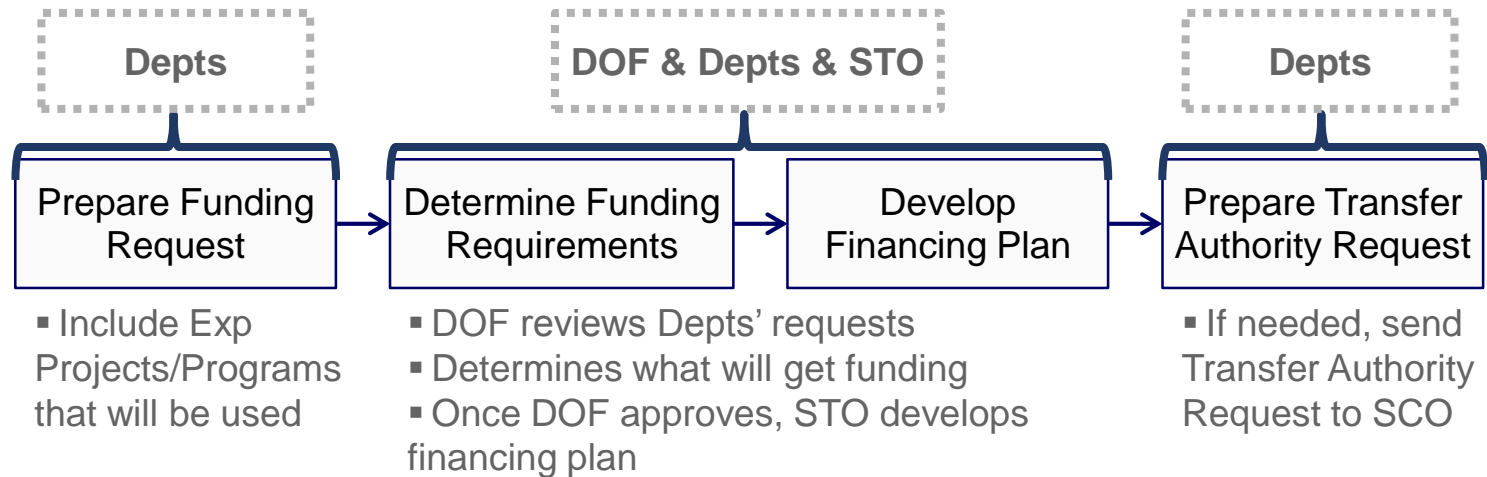 Depts
DOF & Depts & STO
Depts
Prepare Funding
Request
Determine Funding
Requirements
Develop
Financing Plan
Prepare Transfer
Authority Request
▪ Include Exp
Projects/Programs
that will be used
▪ DOF reviews Depts’ requests
▪ Determines what will get funding
▪ Once DOF approves, STO develops
financing plan
▪ If needed, send
Transfer Authority
Request to SCO